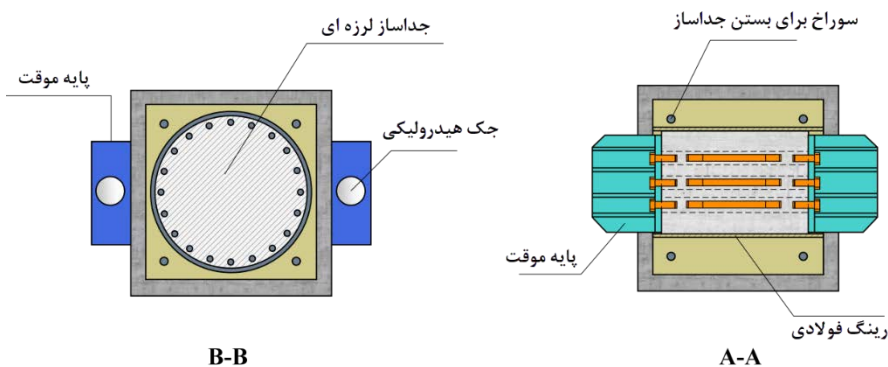 جداساز لرزه ای
پایه موقت
جک هیدرولیکی
B-B
سوراخ برای بستن جداساز
پایه موقت
رینگ فولادی
A-A